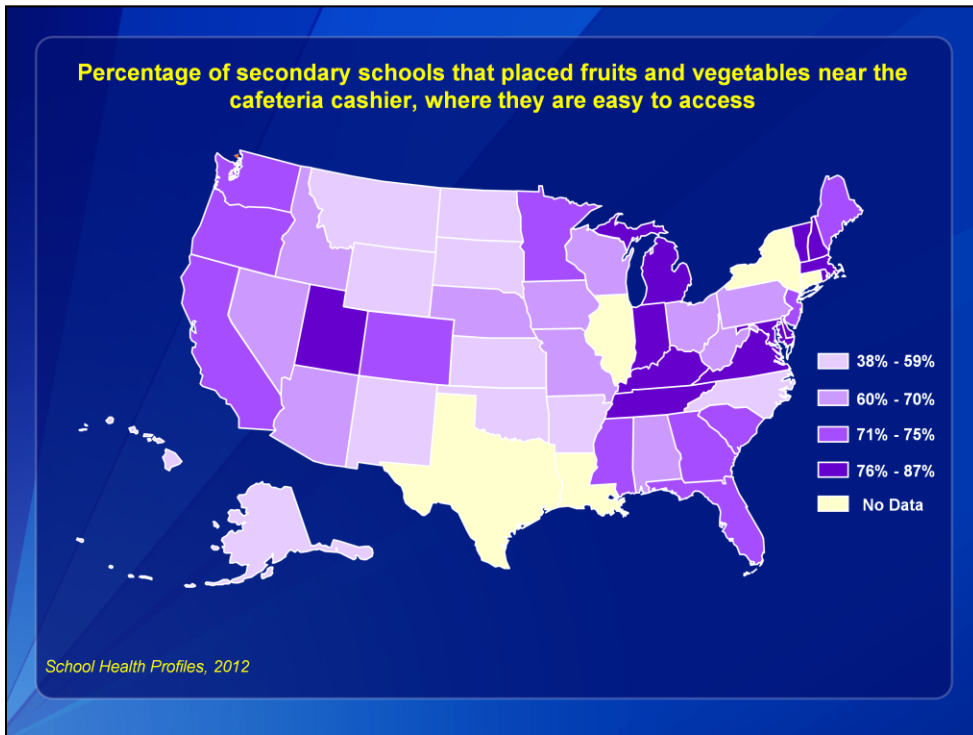 Percentage of secondary schools that placed fruits and vegetables near the
cafeteria cashier, where they are easy to access
38% - 59%
60% - 70%
71% - 75%
76% - 87%
No Data
School Health Profiles, 2012